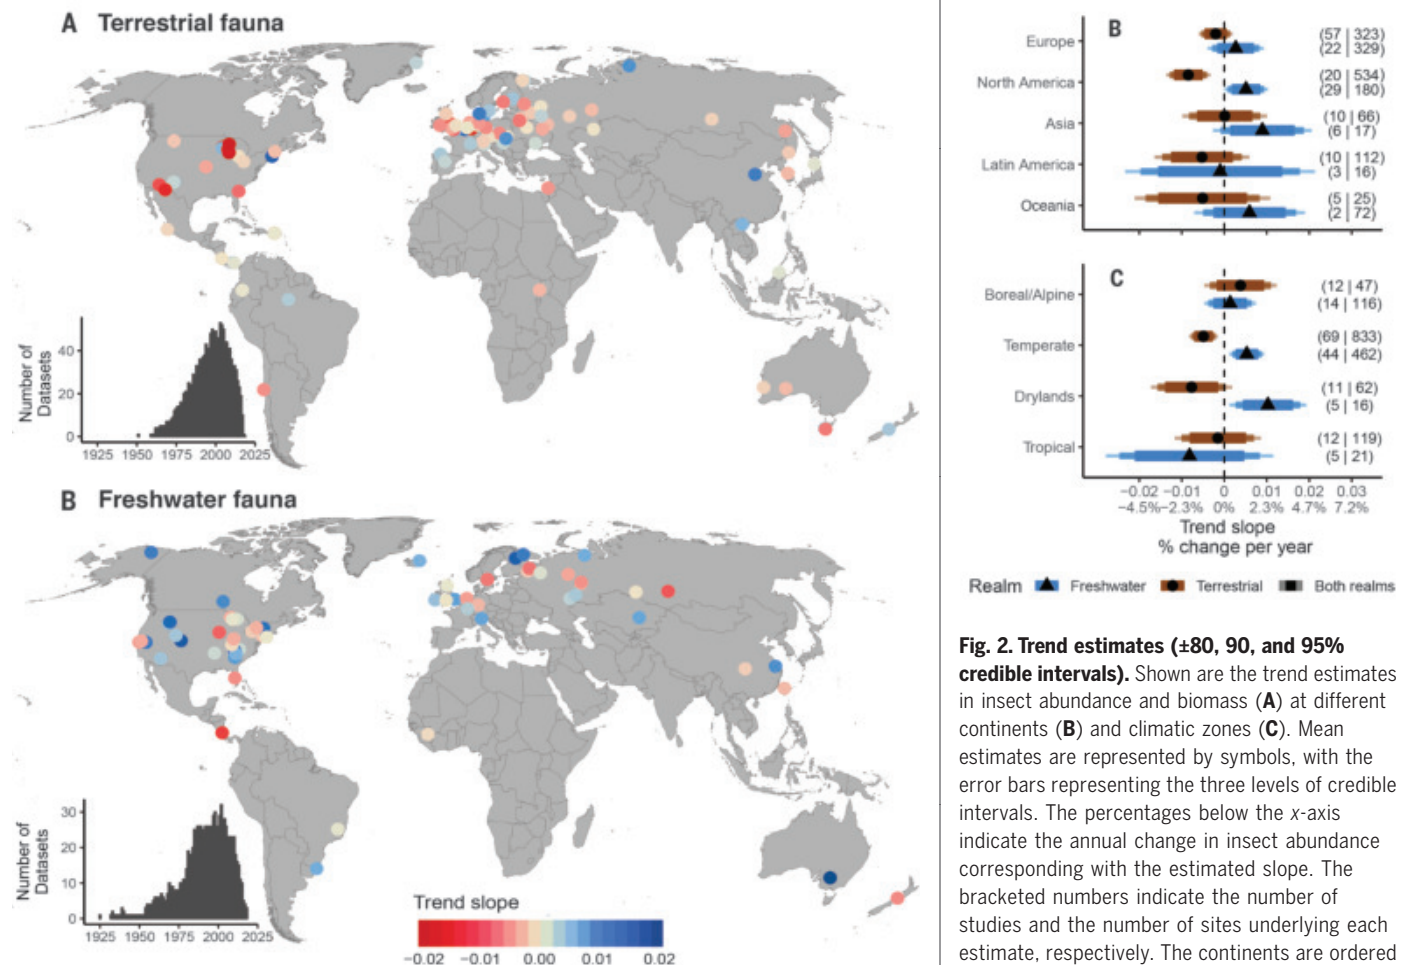 A Terrestrial fauna
Number of
Datasets
40
20
0
1925 1950 1975 2000 2025
B Freshwater fauna
Number of
Datasets
30
20
10
0
1925 1950 1975 2000 2025
Trend slope
−0.02 −0.01 0.00 0.01 0.02
B
Europe (57 | 323)
(22 | 329)
North America (20 | 534)
(29 | 180)
Asia (10 | 66)
(6 | 17)
Latin America (10 | 112)
(3 | 16)
Oceania (5 | 25)
(2 | 72)
C
Boreal/Alpine (12 | 47)
(14 | 116)
Temperate (69 | 833)
(44 | 462)
Drylands (11 | 62)
(5 | 16)
Tropical (12 | 119)
(5 | 21)
−0.02 −0.01 0 0.01 0.02 0.03
−4.5% −2.3% 0% 2.3% 4.7% 7.2%
Trend slope
% change per year
Realm Freshwater Terrestrial Both realms
Fig. 2. Trend estimates (±80, 90, and 95%
credible intervals). Shown are the trend estimates
in insect abundance and biomass (A) at different
continents (B) and climatic zones (C). Mean
estimates are represented by symbols, with the
error bars representing the three levels of credible
intervals. The percentages below the x-axis
indicate the annual change in insect abundance
corresponding with the estimated slope. The
bracketed numbers indicate the number of
studies and the number of sites underlying each
estimate, respectively. The continents are ordered